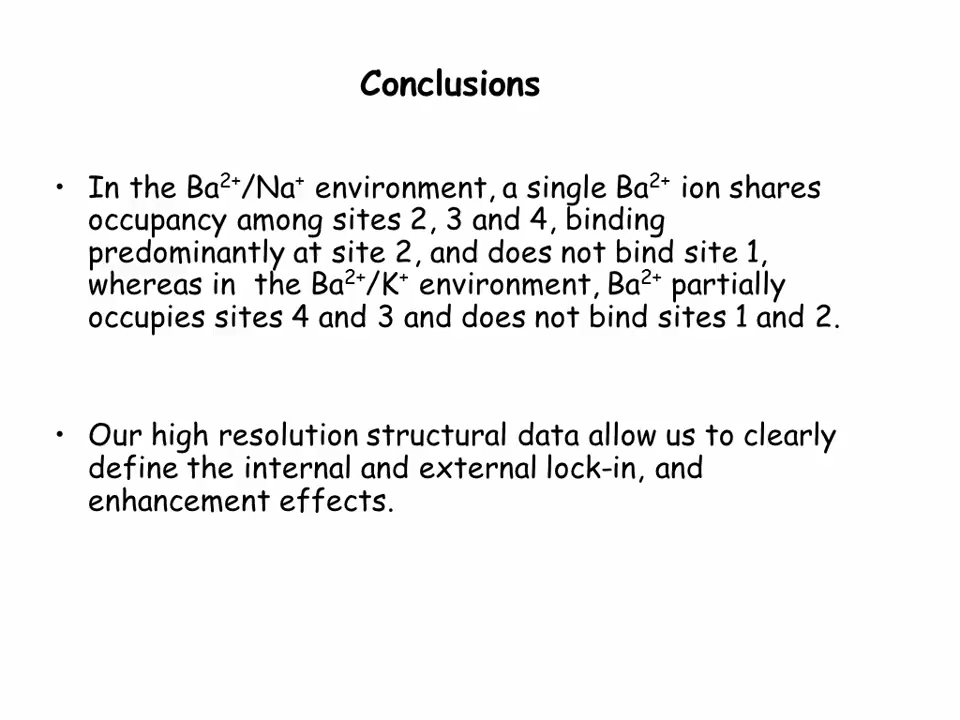 Conclusions
• In the Ba²⁺/Na⁺ environment, a single Ba²⁺ ion shares
occupancy among sites 2, 3 and 4, binding
predominantly at site 2, and does not bind site 1,
whereas in  the Ba²⁺/K⁺ environment, Ba²⁺ partially
occupies sites 4 and 3 and does not bind sites 1 and 2.
• Our high resolution structural data allow us to clearly
define the internal and external lock-in, and
enhancement effects.